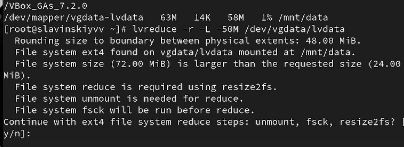 /VBox_GAs_7.2.0
/dev/mapper/vgdata-lvdata   63M   14K   58M   1% /mnt/data
[root@slavinskiyvv ~]# lvreduce  r  L  50M /vgdata/lvdata
  Rounding size to boundary between physical extents: 48.00 MiB.
  File system ext4 found on vgdata/lvdata mounted at /mnt/data.
  File system size (72.00 MiB) is larger than the requested size (24.00
MiB).
  File system reduce is required using resize2fs.
  File system unmount is needed for reduce.
  File system fsck will be run before reduce.
Continue with ext4 file system reduce steps: unmount, fsck, resize2fs? [
y/n]: